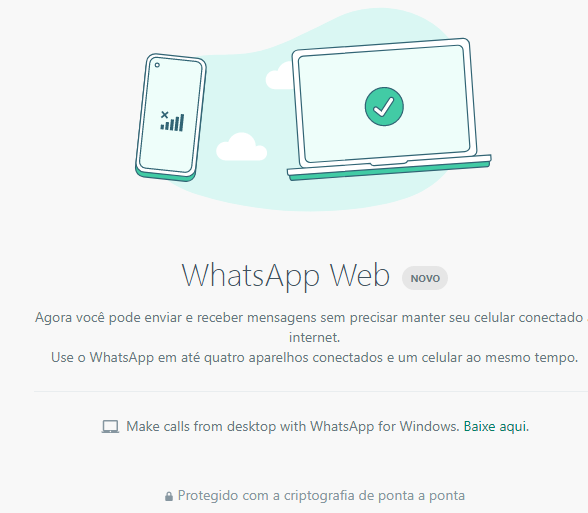 WhatsApp Web NOVO
Agora você pode enviar e receber mensagens sem precisar manter seu celular conectado
internet.
Use o WhatsApp em até quatro aparelhos conectados e um celular ao mesmo tempo.
Make calls from desktop with WhatsApp for Windows. Baixe aqui.
Protegido com a criptografia de ponta a ponta